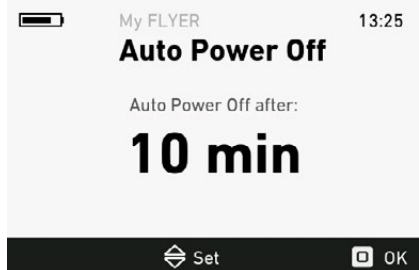 My FLYER 13:25
Auto Power Off
Auto Power Off after:
10 min
Set OK